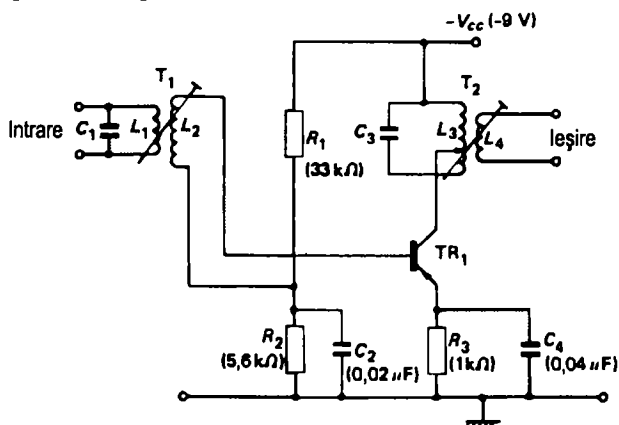 -Vcc (-9 V)
T1
T2
Intrare
C1
L1
L2
R1
(33 kΩ)
C3
L3
L4
Ieşire
TR1
R2
(5,6 kΩ)
C2
(0,02 μF)
R3
(1 kΩ)
C4
(0,04 μF)